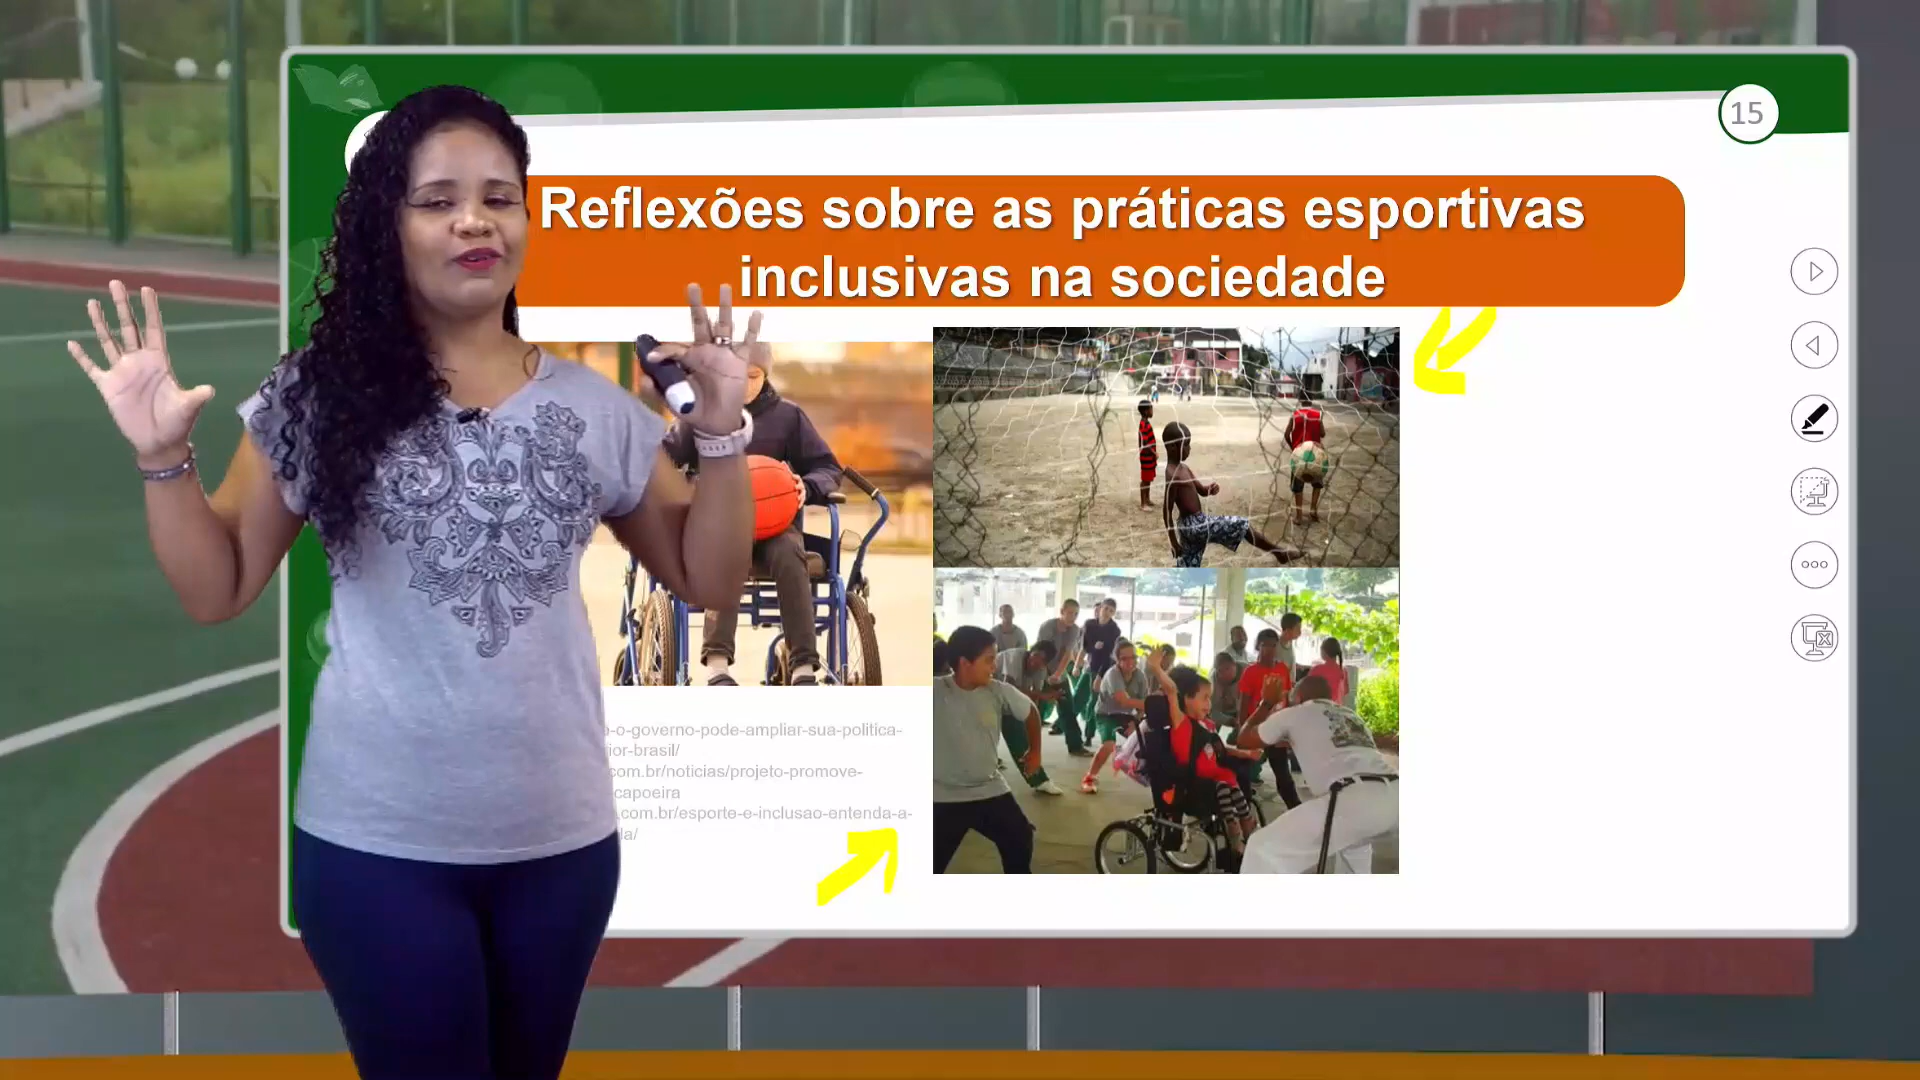 15
Reflexões sobre as práticas esportivas
inclusivas na sociedade
-o-governo-pode-ampliar-sua-politica-
ior-brasil/
com.br/noticias/projeto-promove-
capoeira
.com.br/esporte-e-inclusao-entenda-a-
la/